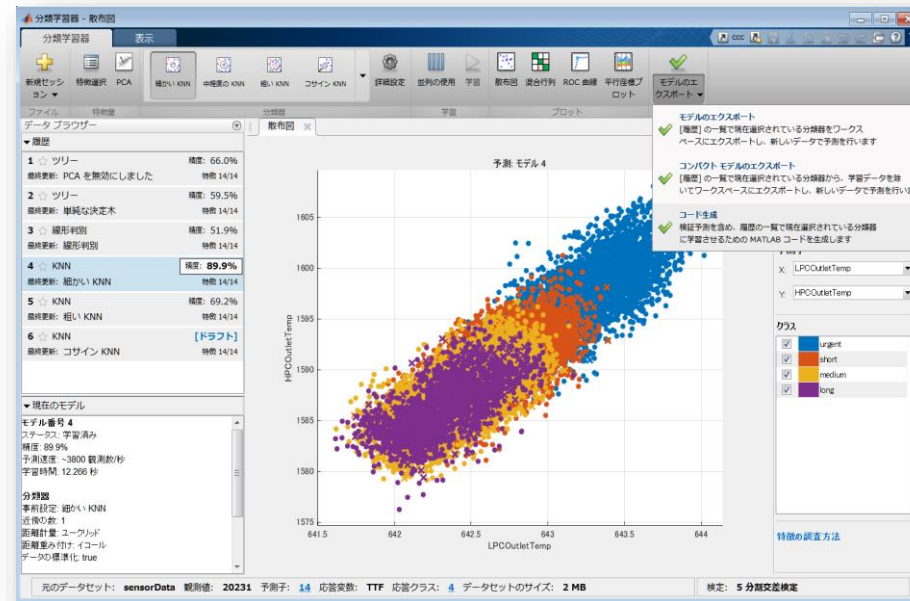 分類学習器 - 散布図
分類学習器 表示
新規セッション 特徴選択 PCA 細かい KNN 中程度の KNN 粗い KNN コサイン KNN 詳細設定 並列の使用 学習 散布図 混合行列 ROC 曲線 平行座標プロット モデルのエクスポート
ファイル 特徴量 分類器 学習 プロット
モデルのエクスポート
[履歴] の一覧で現在選択されている分類器をワークス
ペースにエクスポートし、新しいデータで予測を行います
コンパクト モデルのエクスポート
[履歴] の一覧で現在選択されている分類器から、学習データを除
いてワークスペースにエクスポートし、新しいデータで予測を行い
コード生成
検証予測を含め、履歴の一覧で現在選択されている分類器
に学習させるための MATLAB コードを生成します
データ ブラウザー
▼履歴
1 ☆ ツリー 精度: 66.0%
最終更新: PCA を無効にしました 特徴 14/14
2 ☆ ツリー 精度: 59.5%
最終更新: 単純な決定木 特徴 14/14
3 ☆ 線形判別 精度: 51.9%
最終更新: 線形判別 特徴 14/14
4 ☆ KNN 精度: 89.9%
最終更新: 細かい KNN 特徴 14/14
5 ☆ KNN 精度: 69.2%
最終更新: 粗い KNN 特徴 14/14
6 ☆ KNN [ドラフト]
最終更新: コサイン KNN 特徴 14/14
▼現在のモデル
モデル番号 4
ステータス: 学習済み
精度: 89.9%
予測速度: ~3800 観測数/秒
学習時間: 12.266 秒
分類器
事前設定: 細かい KNN
近傍の数: 1
距離計量: ユークリッド
距離重み付け: イコール
データの標準化: true
散布図
予測: モデル 4
HPCOutletTemp
1605
1600
1595
1590
1585
1580
1575
641.5 642 642.5 643 643.5 644
LPCOutletTemp
X: LPCOutletTemp
Y: HPCOutletTemp
クラス
urgent
short
medium
long
特徴の調査方法
元のデータセット: sensorData 観測値: 20231 予測子: 14 応答変数: TTF 応答クラス: 4 データセットのサイズ: 2 MB 検定: 5 分割交差検定